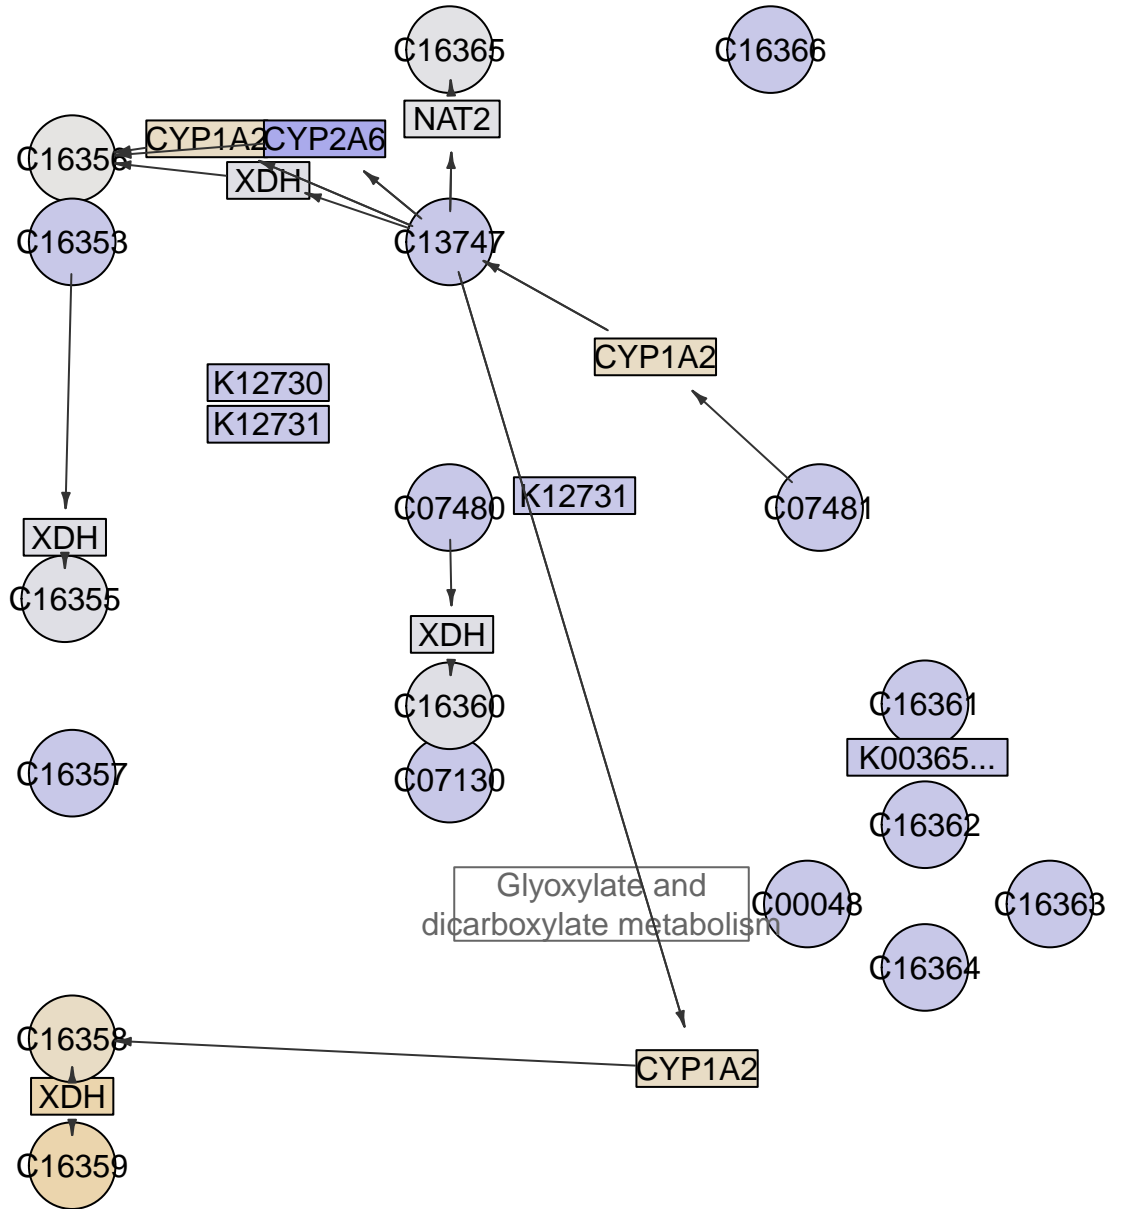 C16365
C16366
NAT2
CYP1A2
CYP2A6
C16356
XDH
C16353
C13747
CYP1A2
K12730
K12731
C07480
K12731
C07481
XDH
C16355
XDH
C16360
C16361
C16357
C07130
K00365...
C16362
Glyoxylate and
dicarboxylate metabolism
C00048
C16363
C16364
C16358
CYP1A2
XDH
C16359